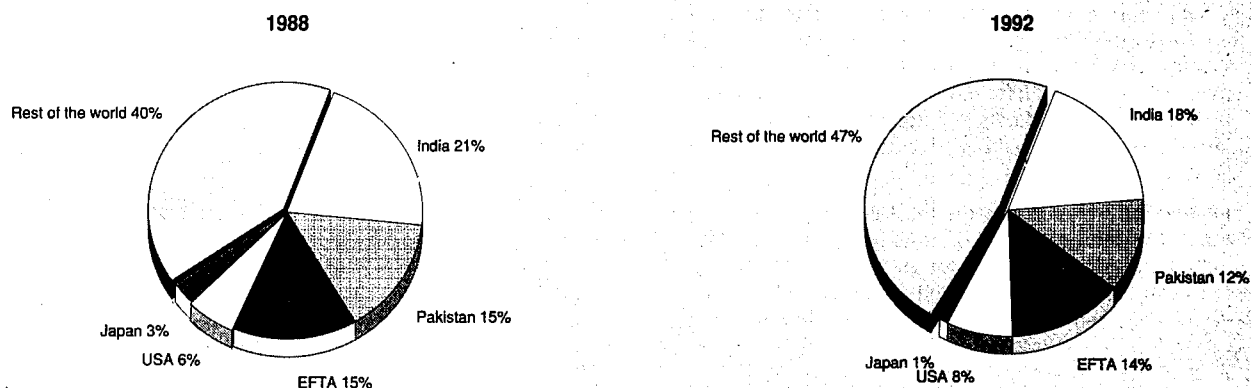 1988
Rest of the world 40%
India 21%
Pakistan 15%
Japan 3%
USA 6%
EFTA 15%
1992
Rest of the world 47%
India 18%
Pakistan 12%
Japan 1%
USA 8%
EFTA 14%